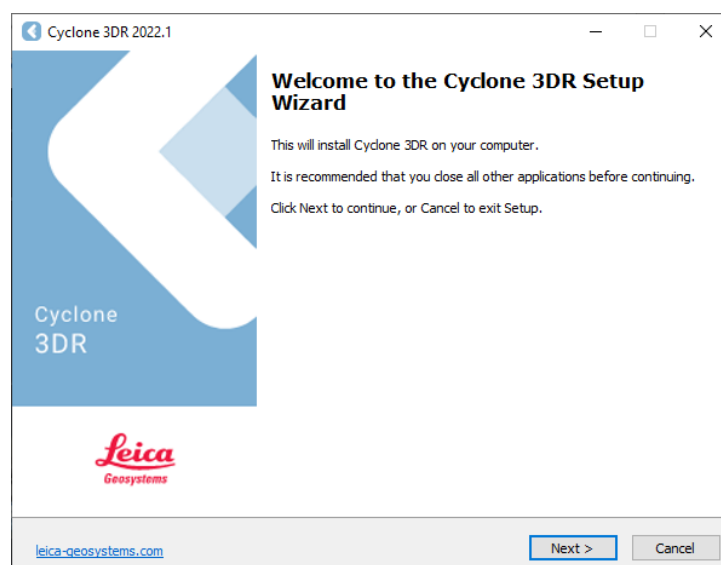 Cyclone 3DR 2022.1
Welcome to the Cyclone 3DR Setup
Wizard
This will install Cyclone 3DR on your computer.
It is recommended that you close all other applications before continuing.
Click Next to continue, or Cancel to exit Setup.
Cyclone
3DR
Leica
Geosystems
leica-geosystems.com
Next >
Cancel